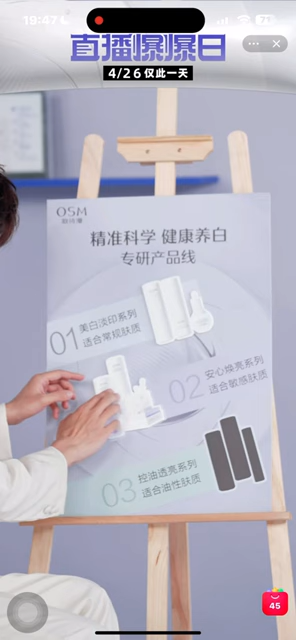 19:47
直播爆爆日
4/26仅此一天
OSM
欧诗漫
精准科学 健康养白
专研产品线
01
美白淡印系列
适合常规肤质
02
安心焕亮系列
适合敏感肤质
03
控油透亮系列
适合油性肤质
45